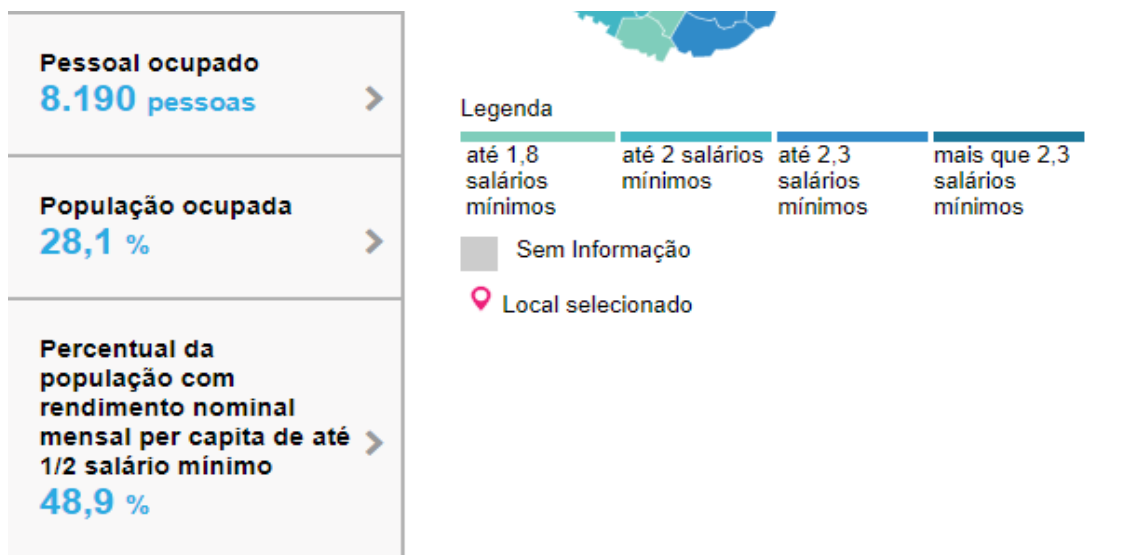 Pessoal ocupado
8.190 pessoas
População ocupada
28,1 %
Percentual da
população com
rendimento nominal
mensal per capita de até
1/2 salário mínimo
48,9 %
Legenda
até 1,8
salários
mínimos
até 2 salários
mínimos
até 2,3
salários
mínimos
mais que 2,3
salários
mínimos
Sem Informação
Local selecionado